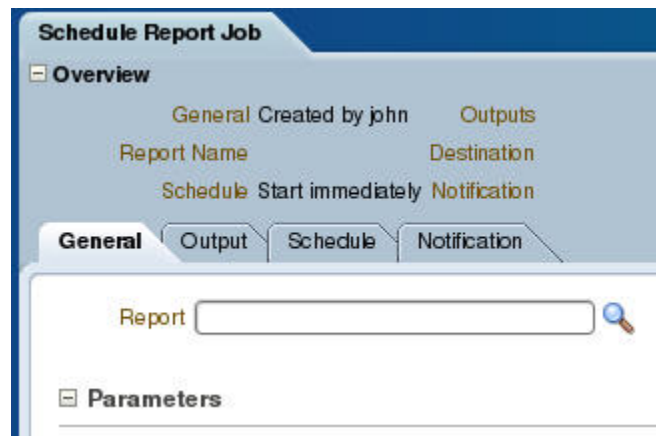 Schedule Report Job
Overview
General Created by john Outputs
Report Name Destination
Schedule Start immediately Notification
General Output Schedule Notification
Report
Parameters